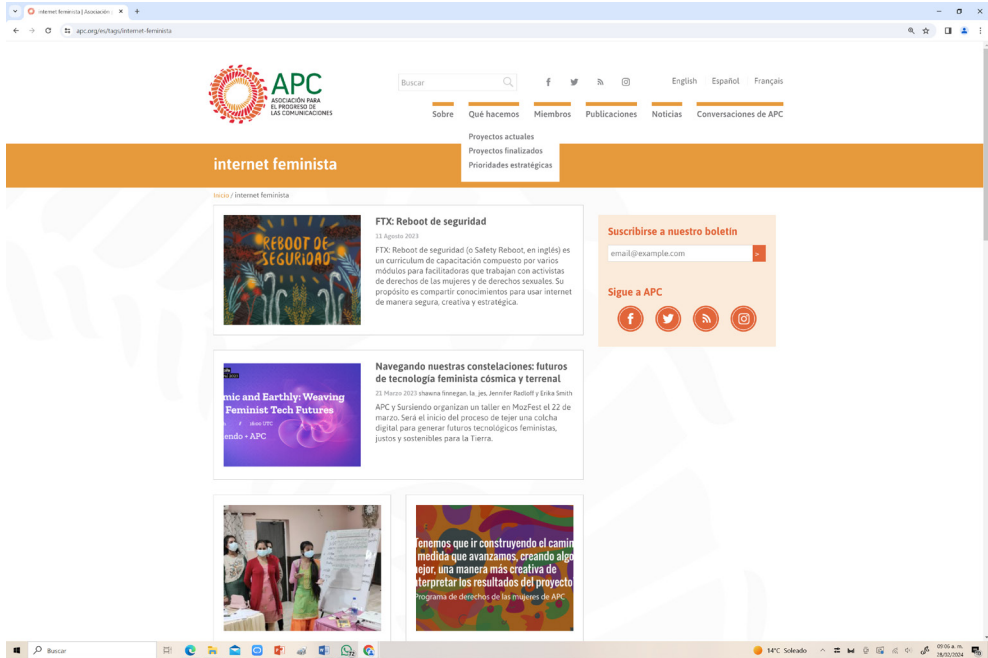 internet feminista | Asociación
apc.org/es/tags/internet-feminista
APC
ASOCIACIÓN PARA
EL PROGRESO DE
LAS COMUNICACIONES
Buscar
English Español Français
Sobre Qué hacemos Miembros Publicaciones Noticias Conversaciones de APC
Proyectos actuales
Proyectos finalizados
Prioridades estratégicas
internet feminista
Inicio / internet feminista
REBOOT DE
SEGURIDAD
FTX: Reboot de seguridad
11 Agosto 2023
FTX: Reboot de seguridad (o Safety Reboot, en inglés) es
un curriculum de capacitación compuesto por varios
módulos para facilitadoras que trabajan con activistas
de derechos de las mujeres y de derechos sexuales. Su
propósito es compartir conocimientos para usar internet
de manera segura, creativa y estratégica.
Suscribirse a nuestro boletín
email@example.com >
Sigue a APC
mic and Earthly: Weaving
Feminist Tech Futures
endo + APC
Navegando nuestras constelaciones: futuros
de tecnología feminista cósmica y terrenal
21 Marzo 2023 shawna finnegan, la_jes, Jennifer Radloff y Erika Smith
APC y Sursiendo organizan un taller en MozFest el 22 de
marzo. Será el inicio del proceso de tejer una colcha
digital para generar futuros tecnológicos feministas,
justos y sostenibles para la Tierra.
Tenemos que ir construyendo el camin
medida que avanzamos, creando algo
ejor, una manera más creativa de
terpretar los resultados del proyecto
Programa de derechos de las mujeres de APC
Buscar
14°C Soleado
09:06 a. m.
28/02/2024